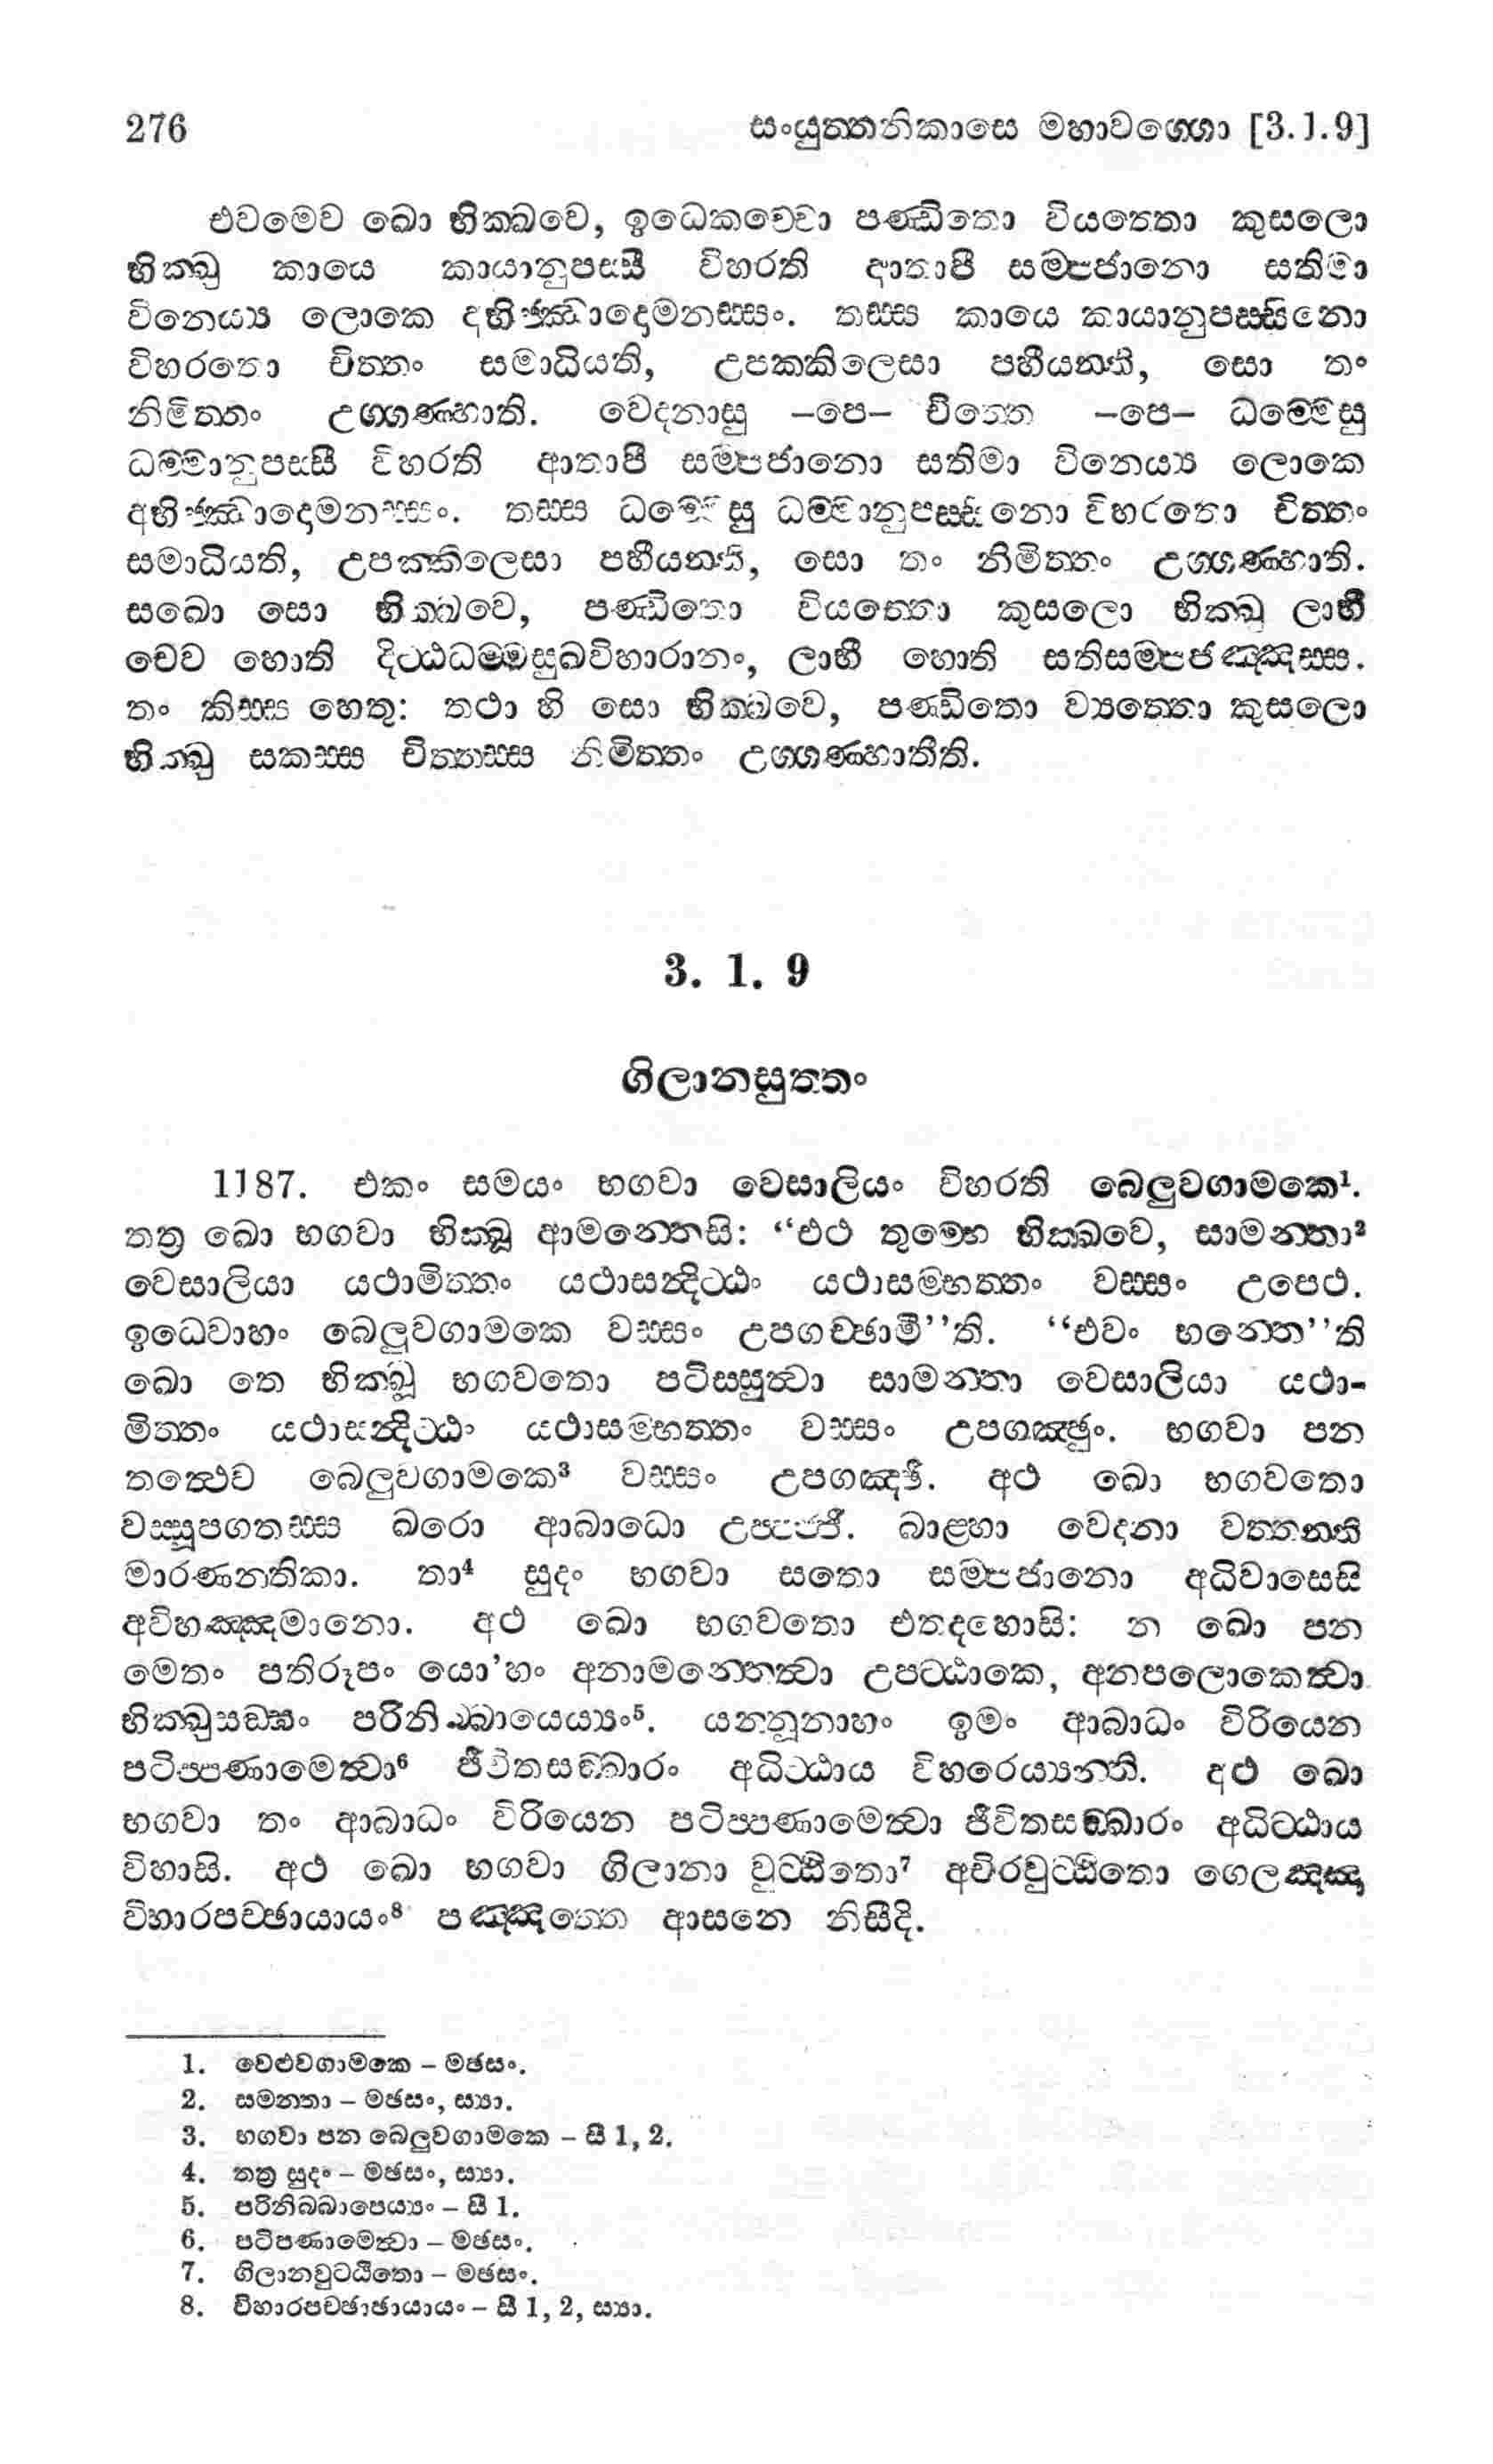 276 සංයුත්තනිකායෙ මහාවග්ගො [3.1.9]
එවමෙව ඛො භික්ඛවෙ, ඉධෙකච්චො පණ්ඩිතො වියත්තො කුසලො
භික්ඛු කායෙ කායානුපස්සී විහරති ආතාපී සම්පජානො සතිමා
විනෙය්‍ය ලොකෙ දභිජ්ඣාදොමනස්සං. තස්ස කායෙ කායානුපස්සිනො
විහරතො චිත්තං සමාධියති, උපක්කිලෙසා පහීයන්ති, සො තං
නිමිත්තං උග්ගණ්හාති. වෙදනාසු –පෙ– චිත්තෙ –පෙ– ධම්මෙසු
ධම්මානුපස්සී විහරති ආතාපී සම්පජානො සතිමා විනෙය්‍ය ලොකෙ
අභිජ්ඣාදොමනස්සං. තස්ස ධම්මෙසු ධම්මානුපස්සිනො විහරතො චිත්තං
සමාධියති, උපක්කිලෙසා පහීයන්ති, සො තං නිමිත්තං උග්ගණ්හාති.
සඛො සො භික්ඛවෙ, පණ්ඩිතො වියත්තො කුසලො භික්ඛු ලාභී
චෙව හොති දිට්ඨධම්මසුඛවිහාරානං, ලාභී හොති සතිසම්පජඤ්ඤස්ස.
තං කිස්ස හෙතු: තථා හි සො භික්ඛවෙ, පණ්ඩිතො ව්‍යත්තො කුසලො
භික්ඛු සකස්ස චිත්තස්ස නිමිත්තං උග්ගණ්හාතීති.
3. 1. 9
ගිලානසුත්තං
1187. එකං සමයං භගවා වෙසාලියං විහරති බෙලුවගාමකෙ¹.
තත්‍ර ඛො භගවා භික්ඛූ ආමන්තෙසි: “එථ තුම්හෙ භික්ඛවෙ, සාමන්තා²
වෙසාලියා යථාමිත්තං යථාසන්දිට්ඨං යථාසම්භත්තං වස්සං උපෙථ.
ඉධෙවාහං බෙලුවගාමකෙ වස්සං උපගච්ඡාමී’’ති. “එවං භන්තෙ’’ති
ඛො තෙ භික්ඛූ භගවතො පටිස්සුත්වා සාමන්තා වෙසාලියා යථා-
මිත්තං යථාසන්දිට්ඨං යථාසම්භත්තං වස්සං උපගඤ්ඡුං. භගවා පන
තත්ථෙව බෙලුවගාමකෙ³ වස්සං උපගඤ්ඡි. අථ ඛො භගවතො
වස්සූපගතස්ස ඛරො ආබාධො උප්පජ්ජි. බාළ්හා වෙදනා වත්තන්ති
මාරණන්තිකා. තා⁴ සුදං භගවා සතො සම්පජානො අධිවාසෙසි
අවිහඤ්ඤමානො. අථ ඛො භගවතො එතදහොසි: න ඛො පන
මෙතං පතිරූපං යො’හං අනාමන්තෙත්වා උපට්ඨාකෙ, අනපලොකෙත්වා
භික්ඛුසඞ්ඝං පරිනිබ්බායෙය්‍යං⁵. යන්නූනාහං ඉමං ආබාධං විරියෙන
පටිප්පණාමෙත්වා⁶ ජීවිතසඞ්ඛාරං අධිට්ඨාය විහරෙය්‍යන්ති. අථ ඛො
භගවා තං ආබාධං විරියෙන පටිප්පණාමෙත්වා ජීවිතසඞ්ඛාරං අධිට්ඨාය
විහාසි. අථ ඛො භගවා ගිලානා වුට්ඨිතො⁷ අචිරවුට්ඨිතො ගෙලඤ්ඤා
විහාරපච්ඡායායං⁸ පඤ්ඤත්තෙ ආසනෙ නිසීදි.
1. වෙළුවගාමකෙ – මඡසං.
2. සමන්තා – මඡසං, ස්‍යා.
3. භගවා පන බෙලුවගාමකෙ – සී 1, 2.
4. තත්‍ර සුදං – මඡසං, ස්‍යා.
5. පරිනිබ්බාපෙය්‍යං – සී 1.
6. පටිපණාමෙත්වා – මඡසං.
7. ගිලානවුට්ඨිතො – මඡසං.
8. විහාරපච්ඡාඡායායං – සී 1, 2, ස්‍යා.